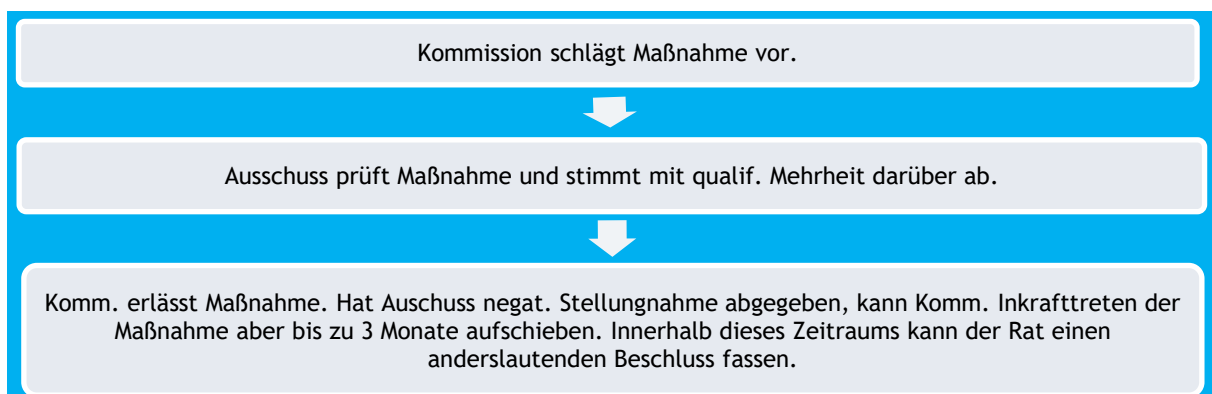 Kommission schlägt Maßnahme vor.
Ausschuss prüft Maßnahme und stimmt mit qualif. Mehrheit darüber ab.
Komm. erlässt Maßnahme. Hat Auschuss negat. Stellungnahme abgegeben, kann Komm. Inkrafttreten der
Maßnahme aber bis zu 3 Monate aufschieben. Innerhalb dieses Zeitraums kann der Rat einen
anderslautenden Beschluss fassen.